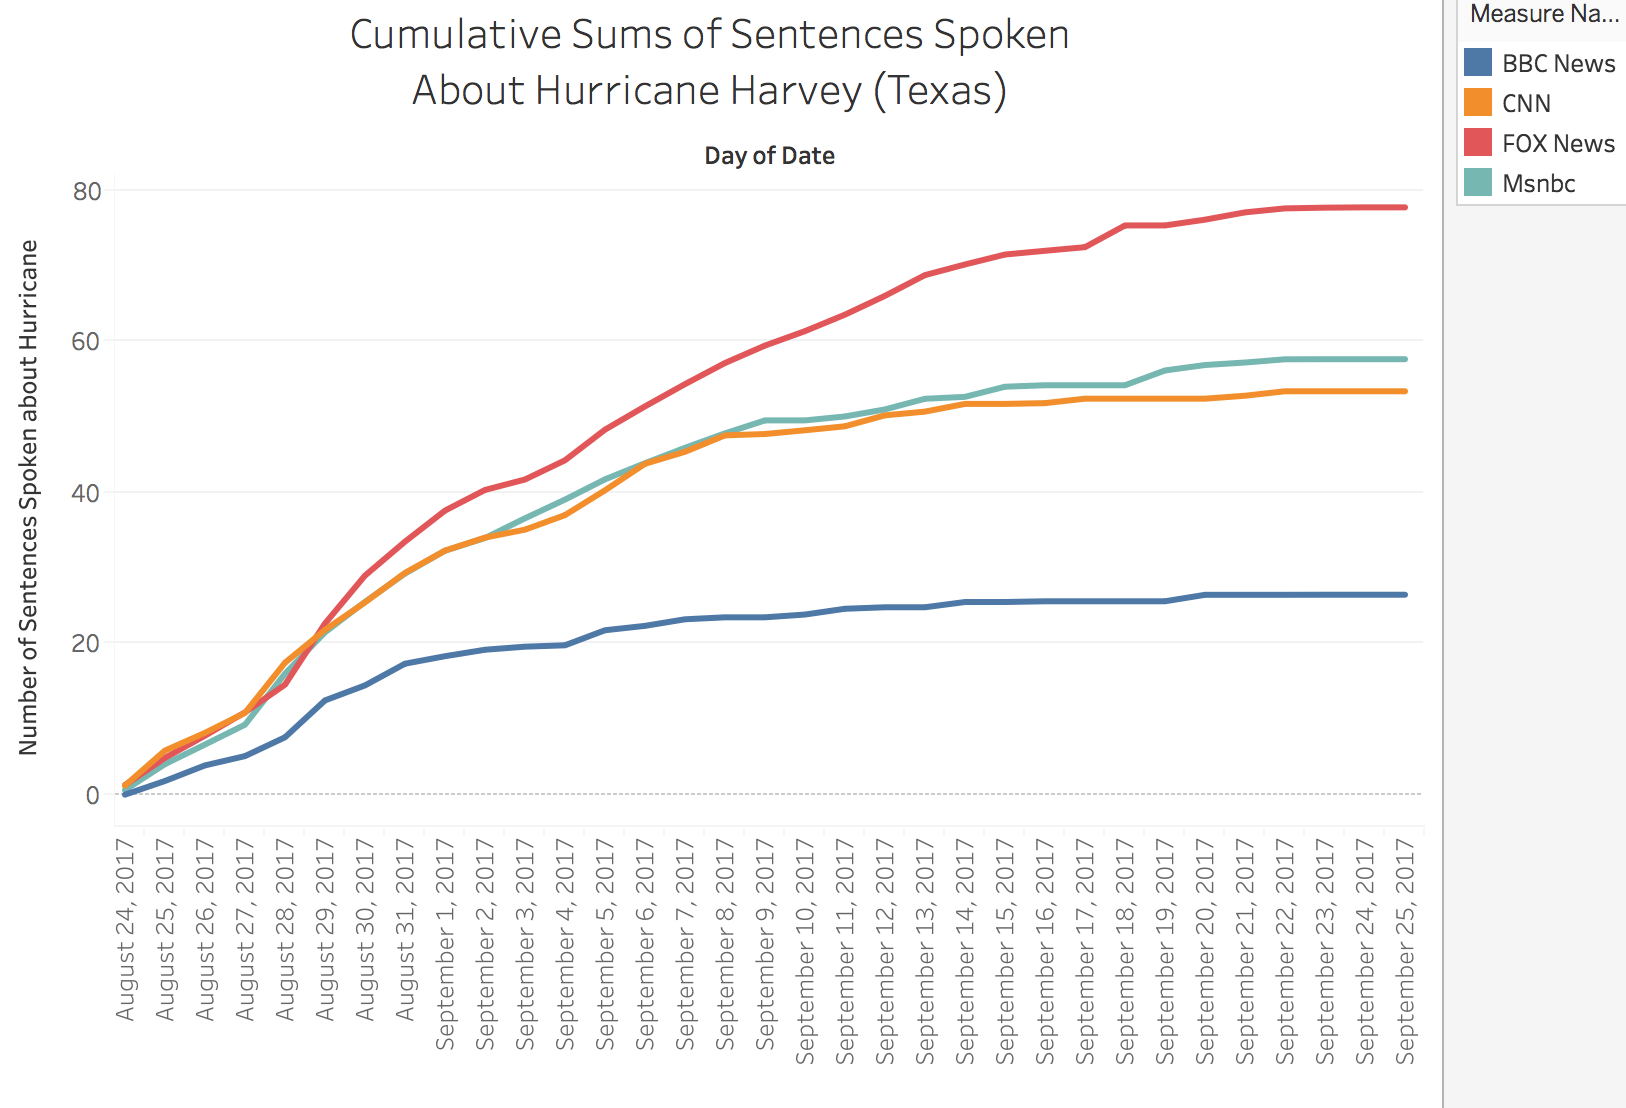 Cumulative Sums of Sentences Spoken
About Hurricane Harvey (Texas)
Day of Date
Number of Sentences Spoken about Hurricane
80
60
40
20
0
August 24, 2017
August 25, 2017
August 26, 2017
August 27, 2017
August 28, 2017
August 29, 2017
August 30, 2017
August 31, 2017
September 1, 2017
September 2, 2017
September 3, 2017
September 4, 2017
September 5, 2017
September 6, 2017
September 7, 2017
September 8, 2017
September 9, 2017
September 10, 2017
September 11, 2017
September 12, 2017
September 13, 2017
September 14, 2017
September 15, 2017
September 16, 2017
September 17, 2017
September 18, 2017
September 19, 2017
September 20, 2017
September 21, 2017
September 22, 2017
September 23, 2017
September 24, 2017
September 25, 2017
Measure Na...
BBC News
CNN
FOX News
Msnbc